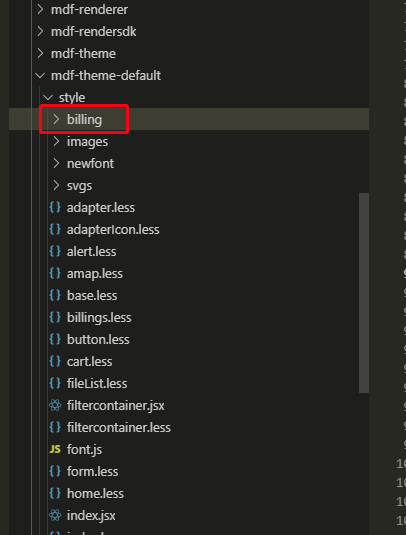 mdf-renderer
mdf-rendersdk
mdf-theme
mdf-theme-default
style
billing
images
newfont
svgs
{} adapter.less
{} adapterIcon.less
{} alert.less
{} amap.less
{} base.less
{} billings.less
{} button.less
{} cart.less
{} fileList.less
filtercontainer.jsx
{} filtercontainer.less
JS font.js
{} form.less
{} home.less
index.jsx